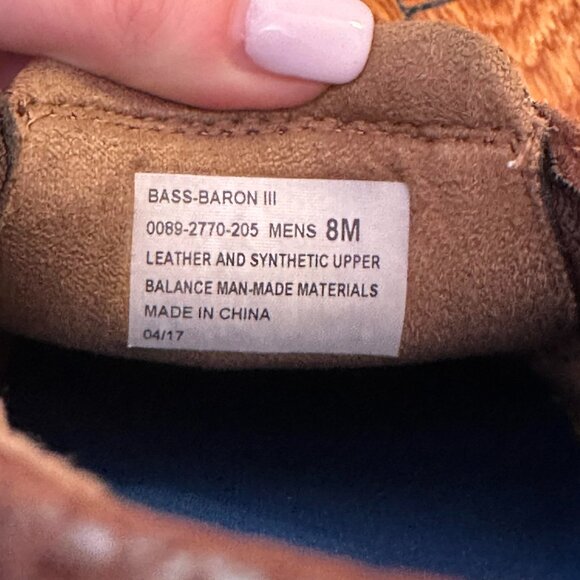 BASS-BARON III
0089-2770-205 MENS 8M
LEATHER AND SYNTHETIC UPPER
BALANCE MAN-MADE MATERIALS
MADE IN CHINA
04/17